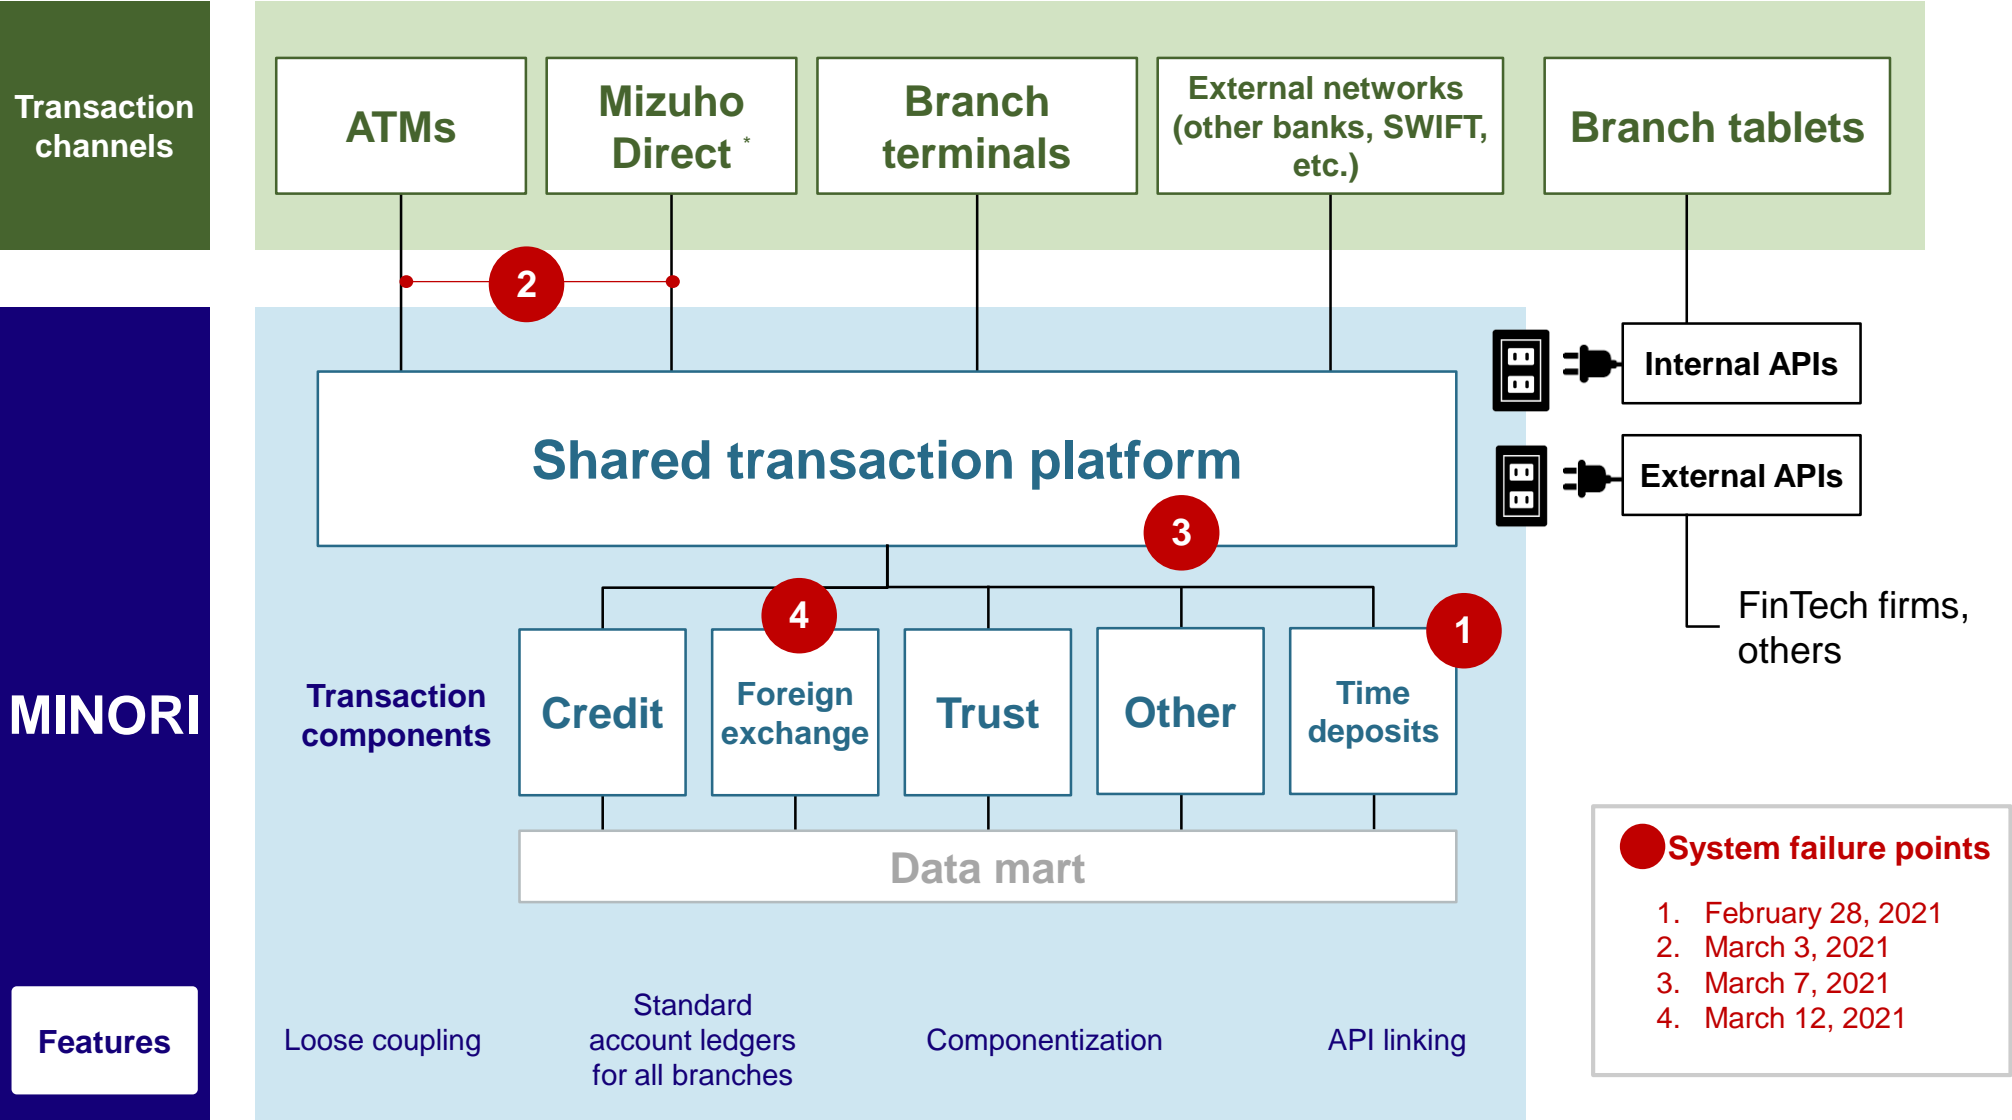 Transaction
channels
ATMs
Mizuho
Direct *
Branch
terminals
External networks
(other banks, SWIFT,
etc.)
Branch tablets
2
MINORI
Shared transaction platform
3
Internal APIs
External APIs
FinTech firms,
others
4
1
Transaction
components
Credit
Foreign
exchange
Trust
Other
Time
deposits
Data mart
System failure points
1. February 28, 2021
2. March 3, 2021
3. March 7, 2021
4. March 12, 2021
Features
Loose coupling
Standard
account ledgers
for all branches
Componentization
API linking